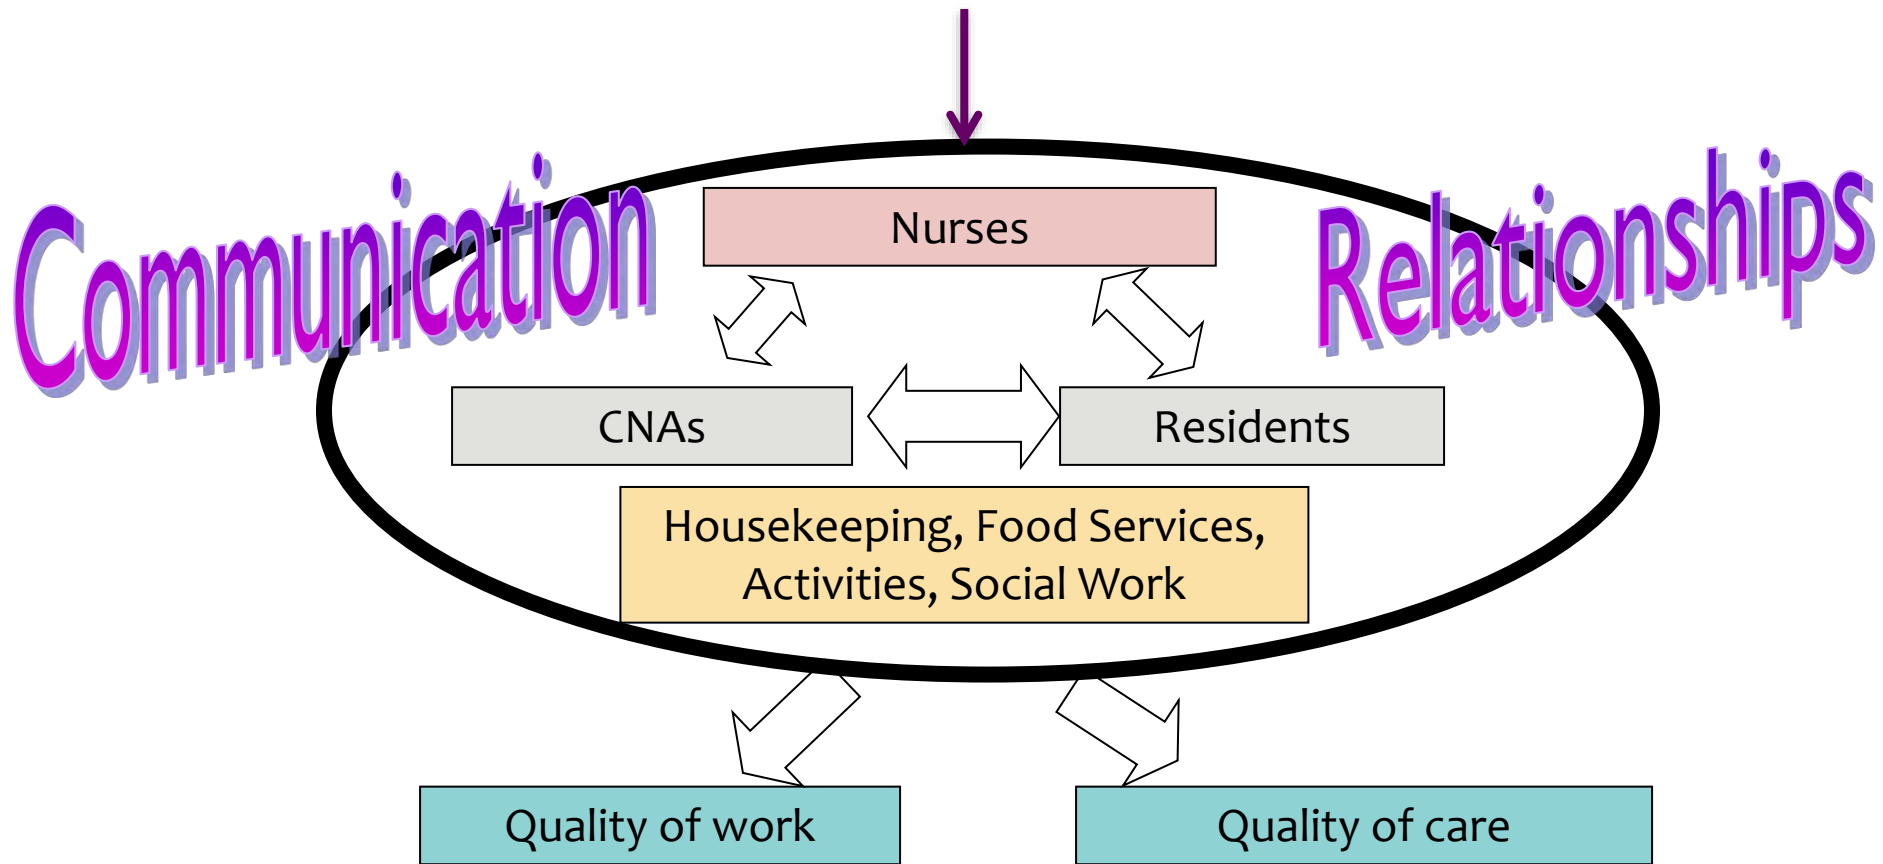 Communication
Relationships
Nurses
CNAs
Residents
Housekeeping, Food Services,
Activities, Social Work
Quality of work
Quality of care